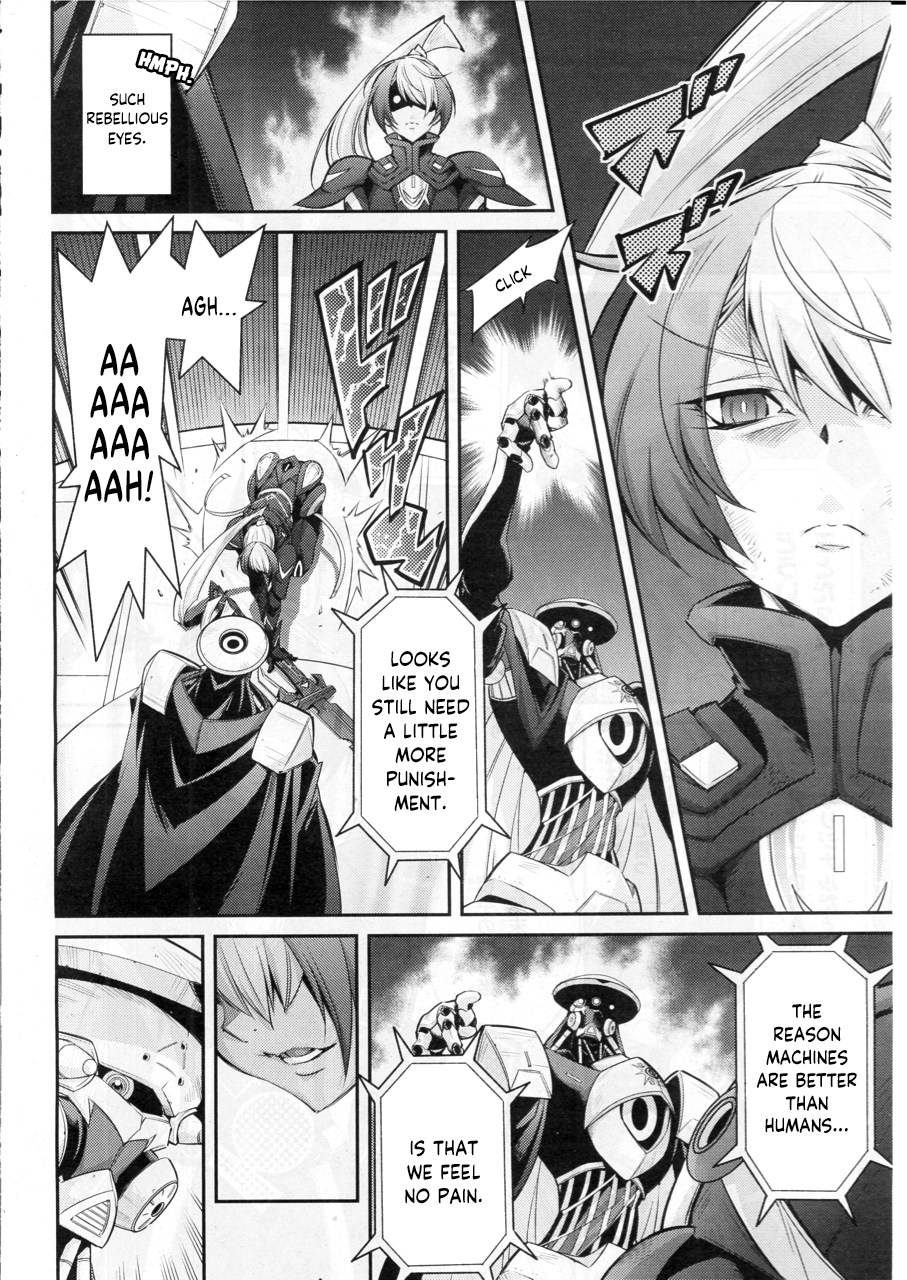 HMPH.
SUCH
REBELLIOUS
EYES.
CLICK
LOOKS
LIKE YOU
STILL NEED
A LITTLE
MORE
PUNISH-
MENT.
AGH...
AA
AAA
AAA
AAH!
THE
REASON
MACHINES
ARE BETTER
THAN
HUMANS...
IS THAT
WE FEEL
NO PAIN.